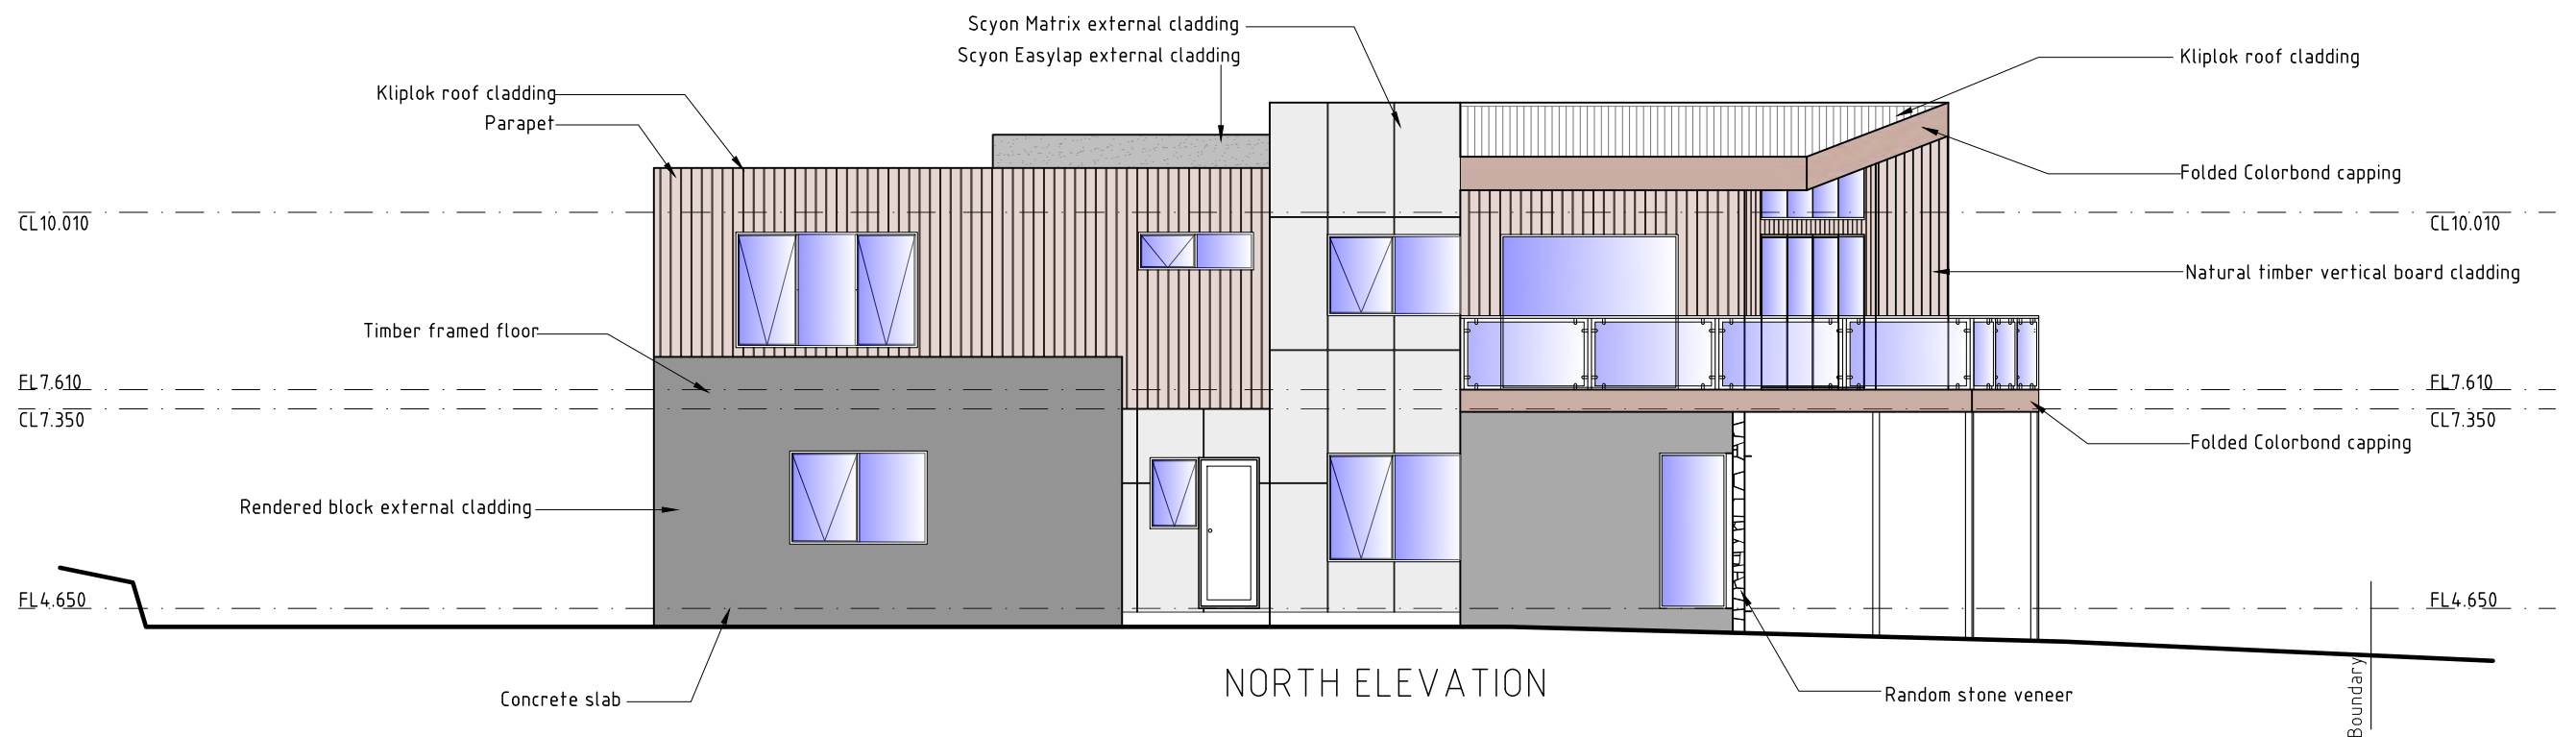 Scyon Matrix external cladding
Scyon Easylap external cladding
Kliplok roof cladding
Kliplok roof cladding
Parapet
Folded Colorbond capping
CL10.010
CL10.010
Natural timber vertical board cladding
Timber framed floor
FL7.610
FL7.610
CL7.350
CL7.350
Folded Colorbond capping
Rendered block external cladding
FL4.650
FL4.650
NORTH ELEVATION
Concrete slab
Random stone veneer
Boundary